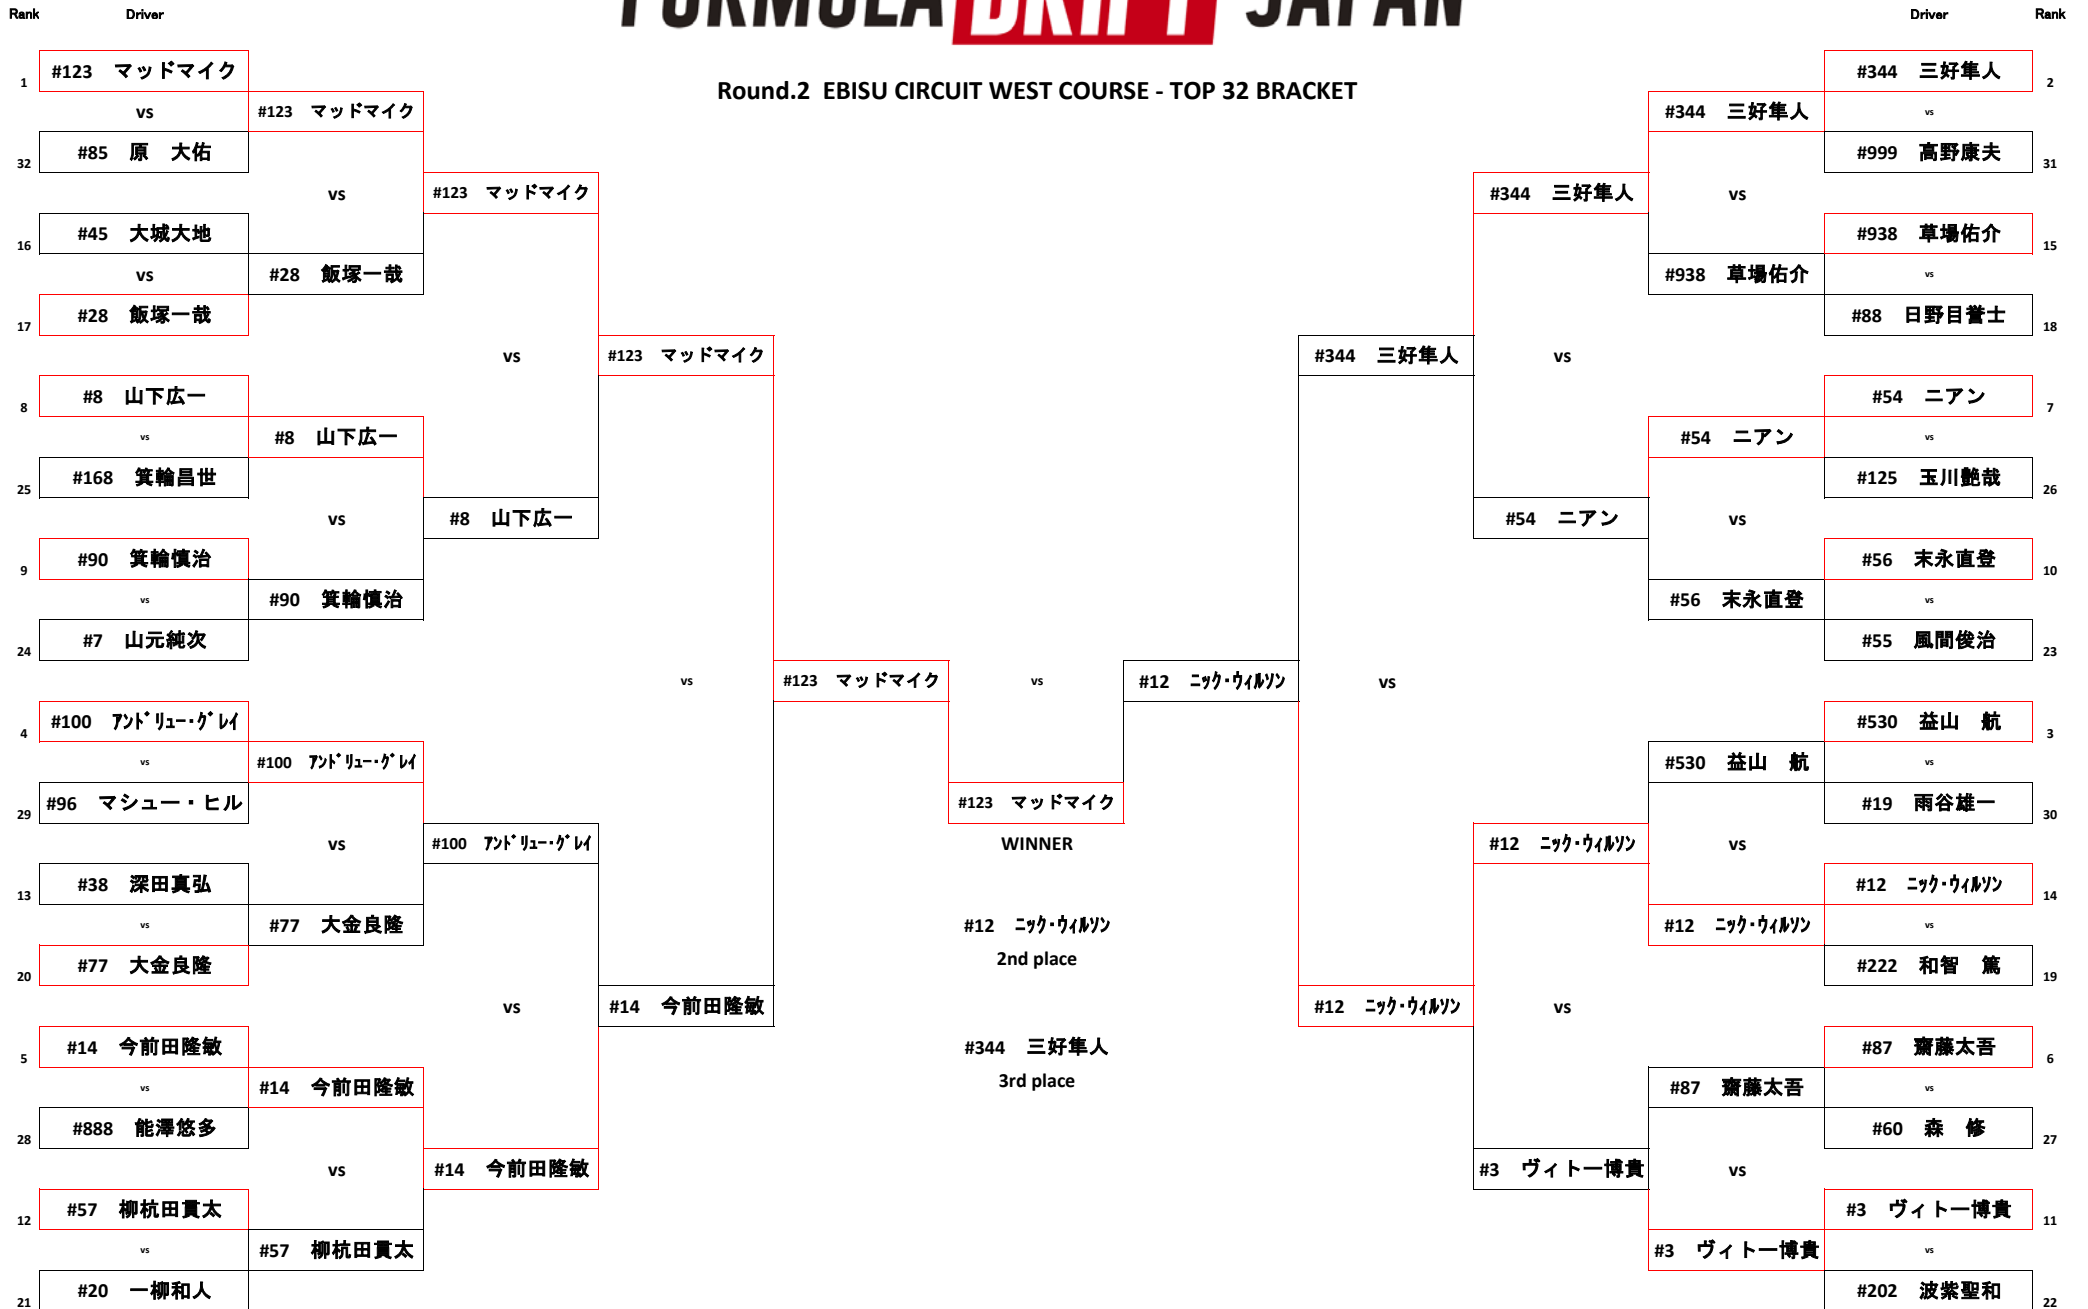 FORMULA DRIFT JAPAN
Rank Driver
Driver Rank
Round.2 EBISU CIRCUIT WEST COURSE - TOP 32 BRACKET
1 #123 マッドマイク
vs
32 #85 原 大佑
16 #45 大城大地
vs
17 #28 飯塚一哉
8 #8 山下広一
vs
25 #168 箕輪昌世
9 #90 箕輪慎治
vs
24 #7 山元純次
4 #100 ｱﾝﾄﾞﾘｭｰ・ｸﾞﾚｲ
vs
29 #96 マシュー・ヒル
13 #38 深田真弘
vs
20 #77 大金良隆
5 #14 今前田隆敏
vs
28 #888 能澤悠多
12 #57 柳杭田貫太
vs
21 #20 一柳和人
#123 マッドマイク
vs
#28 飯塚一哉
#8 山下広一
vs
#90 箕輪慎治
#100 ｱﾝﾄﾞﾘｭｰ・ｸﾞﾚｲ
vs
#77 大金良隆
#14 今前田隆敏
vs
#57 柳杭田貫太
#123 マッドマイク
vs
#8 山下広一
#100 ｱﾝﾄﾞﾘｭｰ・ｸﾞﾚｲ
vs
#14 今前田隆敏
#123 マッドマイク
vs
#14 今前田隆敏
#123 マッドマイク
vs
#12 ﾆｯｸ・ｳｨﾙｿﾝ
#123 マッドマイク
WINNER
#12 ﾆｯｸ・ｳｨﾙｿﾝ
2nd place
#344 三好隼人
3rd place
#344 三好隼人
vs
#12 ﾆｯｸ・ｳｨﾙｿﾝ
#344 三好隼人
vs
#54 ニアン
#12 ﾆｯｸ・ｳｨﾙｿﾝ
vs
#3 ヴィトー博貴
#344 三好隼人
vs
#938 草場佑介
#54 ニアン
vs
#56 末永直登
#530 益山 航
vs
#12 ﾆｯｸ・ｳｨﾙｿﾝ
#87 齋藤太吾
vs
#3 ヴィトー博貴
#344 三好隼人 2
vs
#999 高野康夫 31
#938 草場佑介 15
vs
#88 日野目誉士 18
#54 ニアン 7
vs
#125 玉川艶哉 26
#56 末永直登 10
vs
#55 風間俊治 23
#530 益山 航 3
vs
#19 雨谷雄一 30
#12 ﾆｯｸ・ｳｨﾙｿﾝ 14
vs
#222 和智 篤 19
#87 齋藤太吾 6
vs
#60 森 修 27
#3 ヴィトー博貴 11
vs
#202 波紫聖和 22